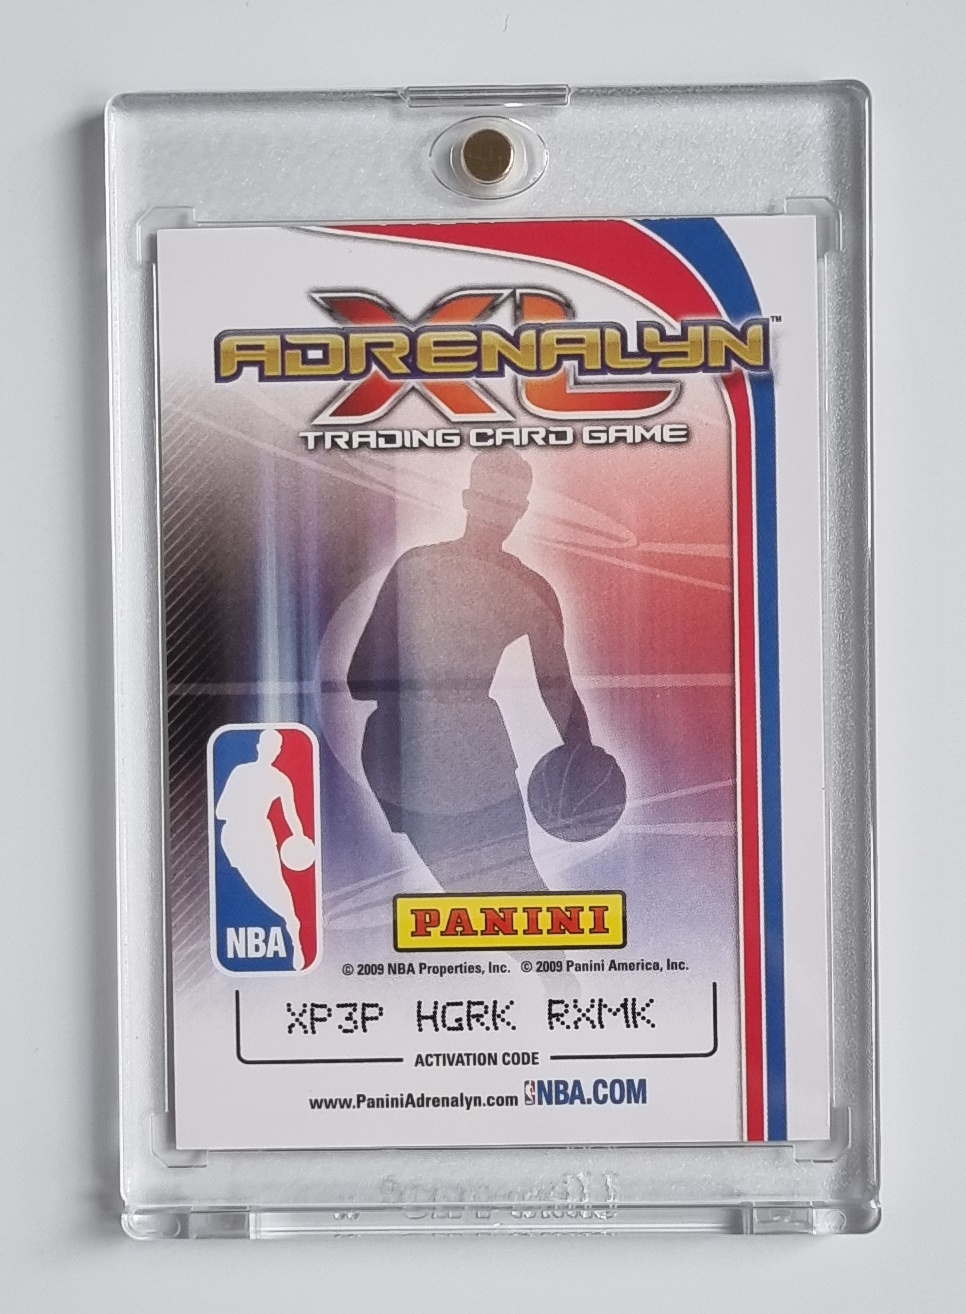 XL
ADRENALYN™
TRADING CARD GAME
NBA
PANINI
© 2009 NBA Properties, Inc. © 2009 Panini America, Inc.
XP3P HGRK RXMK
ACTIVATION CODE
www.PaniniAdrenalyn.com NBA.COM